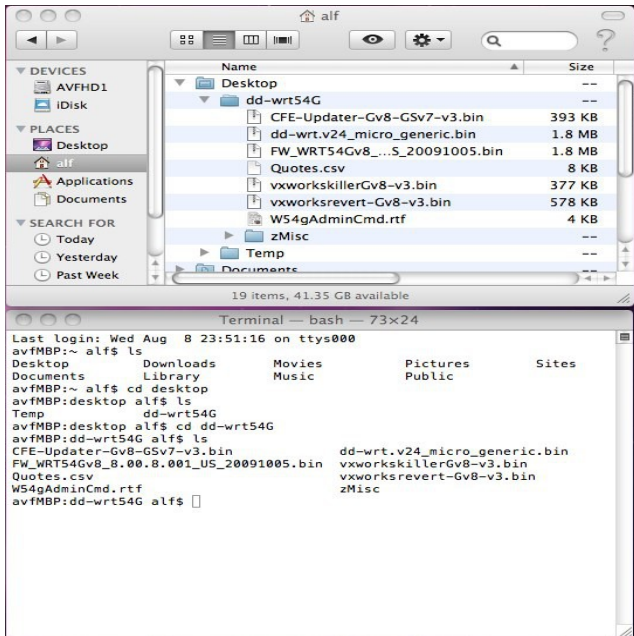 alf
Name Size
DEVICES
AVFHD1
iDisk
PLACES
Desktop
alf
Applications
Documents
SEARCH FOR
Today
Yesterday
Past Week
Desktop --
dd-wrt54G --
CFE-Updater-Gv8-GSv7-v3.bin 393 KB
dd-wrt.v24_micro_generic.bin 1.8 MB
FW_WRT54Gv8_...S_20091005.bin 1.8 MB
Quotes.csv 8 KB
vxworkskillerGv8-v3.bin 377 KB
vxworksrevert-Gv8-v3.bin 578 KB
W54gAdminCmd.rtf 4 KB
zMisc --
Temp --
Documents --
19 items, 41.35 GB available
Terminal — bash — 73×24
Last login: Wed Aug  8 23:51:16 on ttys000
avfMBP:~ alf$ ls
Desktop Downloads Movies Pictures Sites
Documents Library Music Public
avfMBP:~ alf$ cd desktop
avfMBP:desktop alf$ ls
Temp dd-wrt54G
avfMBP:desktop alf$ cd dd-wrt54G
avfMBP:dd-wrt54G alf$ ls
CFE-Updater-Gv8-GSv7-v3.bin dd-wrt.v24_micro_generic.bin
FW_WRT54Gv8_8.00.8.001_US_20091005.bin vxworkskillerGv8-v3.bin
Quotes.csv vxworksrevert-Gv8-v3.bin
W54gAdminCmd.rtf zMisc
avfMBP:dd-wrt54G alf$